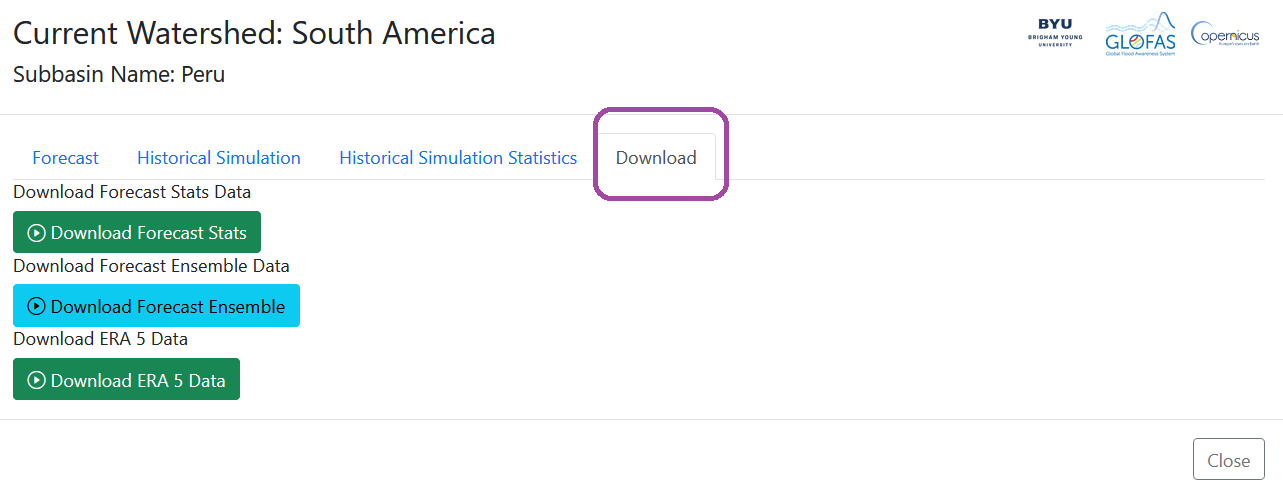 Current Watershed: South America
BYU
BRIGHAM YOUNG
UNIVERSITY
GLOFAS
Global Flood Awareness System
opernicus
Europe's eyes on Earth
Subbasin Name: Peru
Forecast
Historical Simulation
Historical Simulation Statistics
Download
Download Forecast Stats Data
Download Forecast Stats
Download Forecast Ensemble Data
Download Forecast Ensemble
Download ERA 5 Data
Download ERA 5 Data
Close